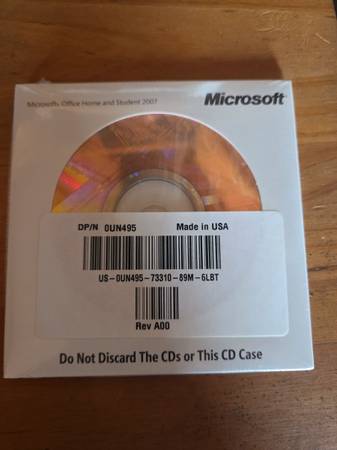 Microsoft® Office Home and Student 2007
Microsoft®
DP/N 0UN495 Made in USA
US-0UN495-73310-89M-6LBT
Rev A00
Do Not Discard The CDs or This CD Case